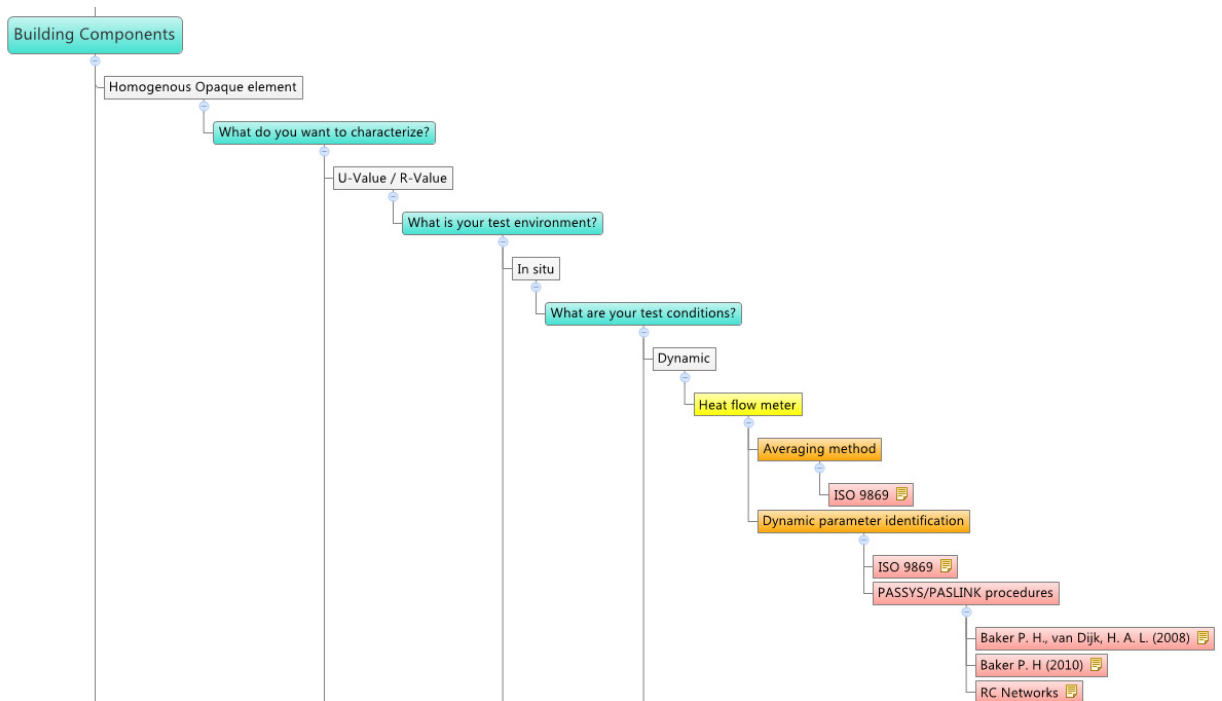 Building Components
Homogenous Opaque element
What do you want to characterize?
U-Value / R-Value
What is your test environment?
In situ
What are your test conditions?
Dynamic
Heat flow meter
Averaging method
ISO 9869
Dynamic parameter identification
ISO 9869
PASSYS/PASLINK procedures
Baker P. H., van Dijk, H. A. L. (2008)
Baker P. H (2010)
RC Networks